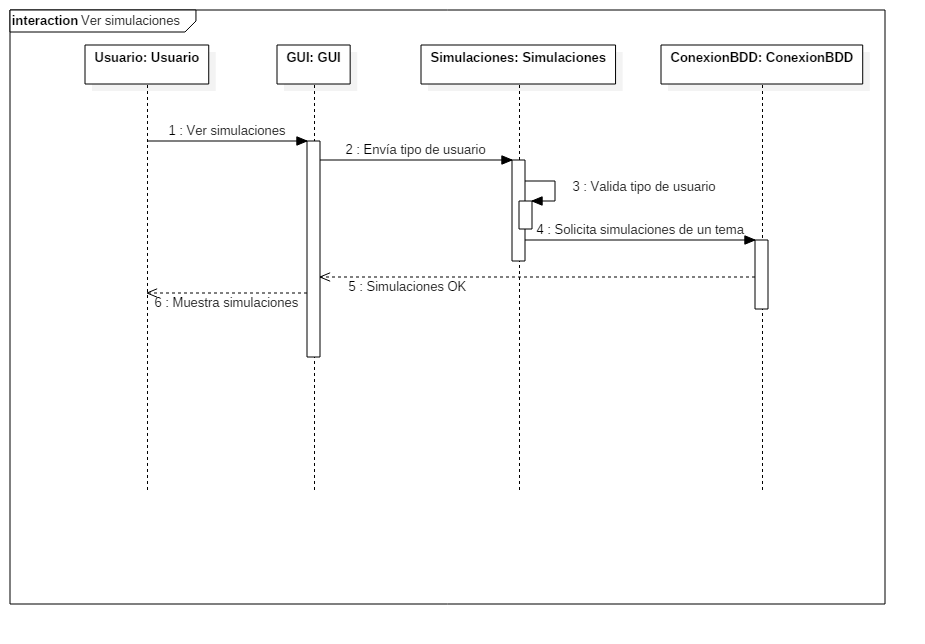 interaction Ver simulaciones
Usuario: Usuario
GUI: GUI
Simulaciones: Simulaciones
ConexionBDD: ConexionBDD
1 : Ver simulaciones
2 : Envía tipo de usuario
3 : Valida tipo de usuario
4 : Solicita simulaciones de un tema
5 : Simulaciones OK
6 : Muestra simulaciones